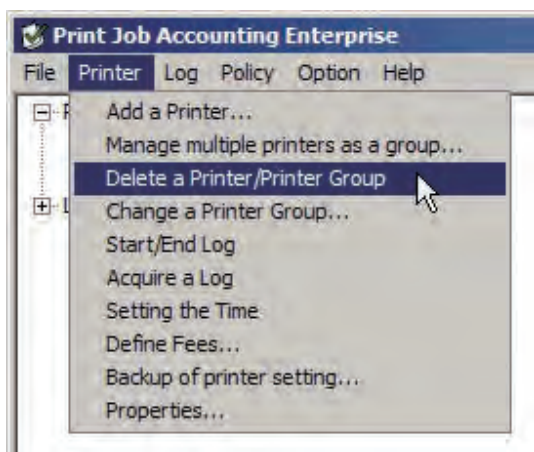 Print Job Accounting Enterprise
File Printer Log Policy Option Help
Add a Printer...
Manage multiple printers as a group...
Delete a Printer/Printer Group
Change a Printer Group...
Start/End Log
Acquire a Log
Setting the Time
Define Fees...
Backup of printer setting...
Properties...